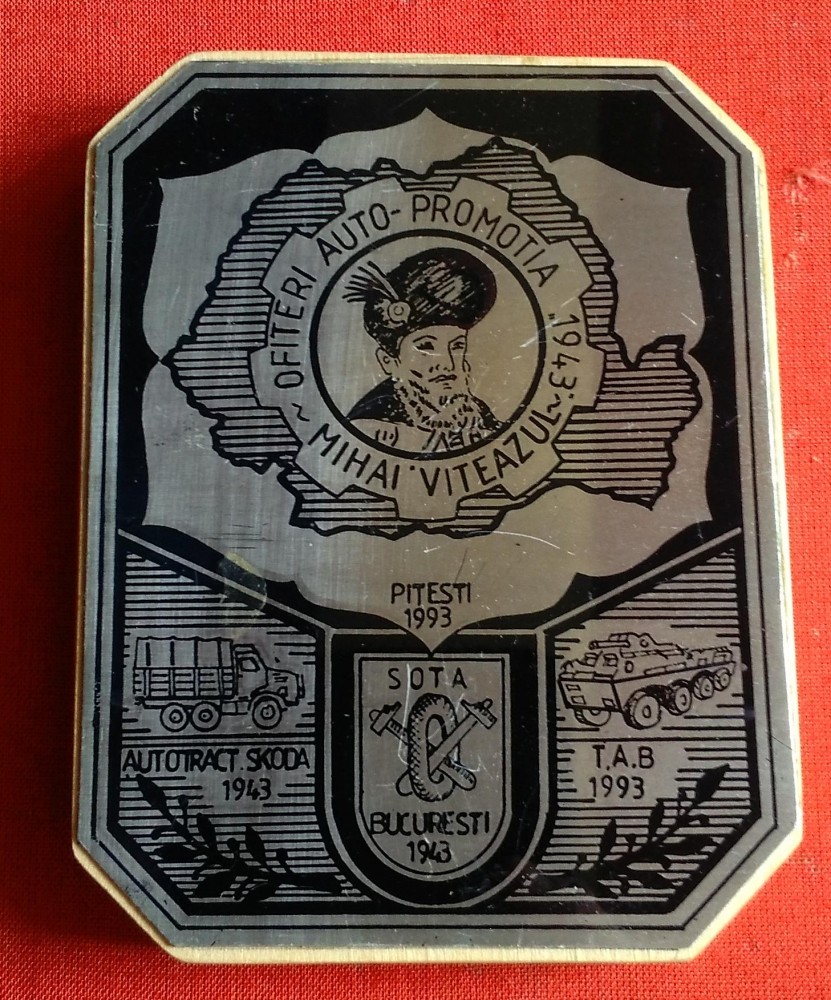 OFITERI AUTO-PROMOTIA "1943"
~ MIHAI VITEAZUL ~
PITESTI
1993
AUTOTRACT. SKODA
1943
SOTA
BUCURESTI
1943
T.A.B
1993